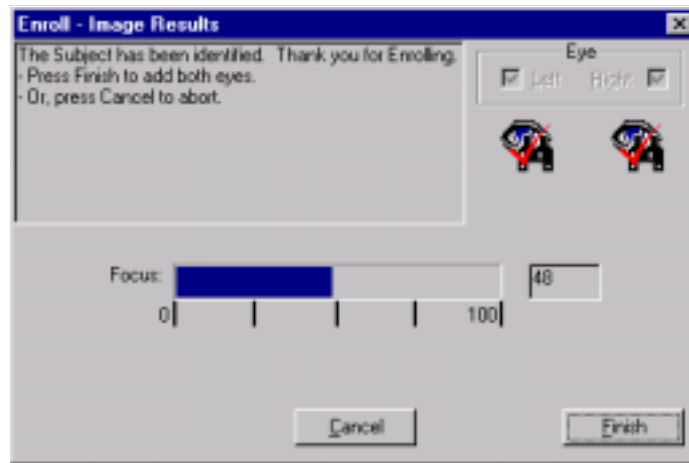 Enroll - Image Results
The Subject has been identified. Thank you for Enrolling.
- Press Finish to add both eyes.
- Or, press Cancel to abort.
Eye
Left Right
Focus:
48
0 100
Cancel Finish